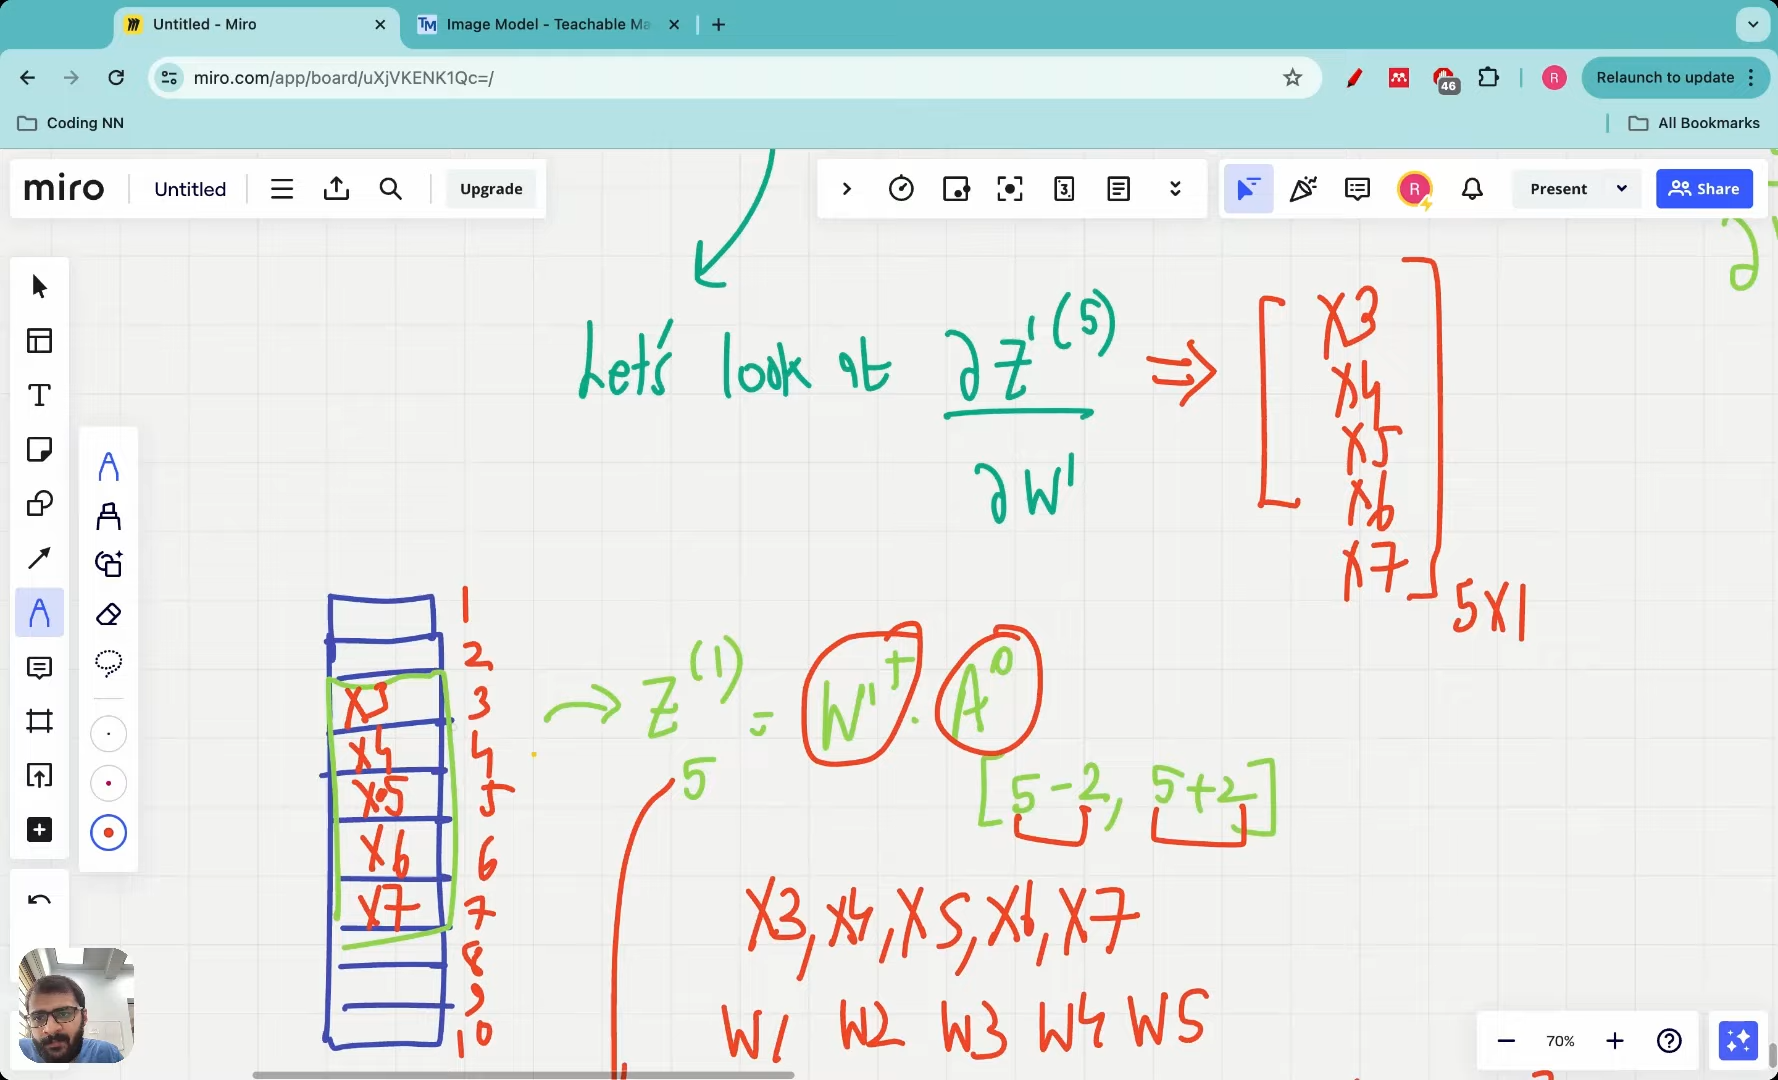 Untitled - Miro
Image Model - Teachable Ma
miro.com/app/board/uXjVKENK1Qc=/
46
R
Relaunch to update
Coding NN
All Bookmarks
miro
Untitled
Upgrade
3
R
Present
Share
Let's look at ∂Z'(5) ⇒
∂W'
X3
X4
X5
X6
X7
5X1
1
2
3
4
5
6
7
8
9
10
X3
X4
X5
X6
X7
→ Z(1) = W'T . A0
5
[5-2, 5+2]
X3, X4, X5, X6, X7
W1 W2 W3 W4 W5
70%